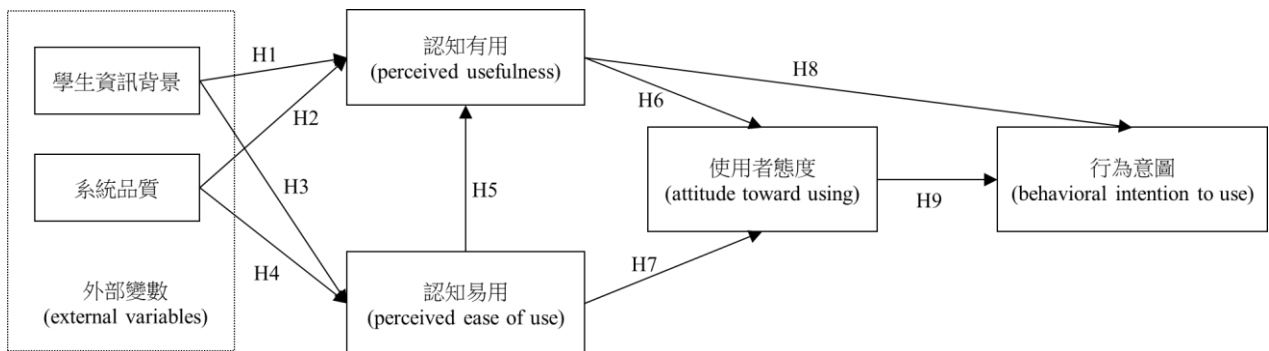 學生資訊背景
系統品質
外部變數
(external variables)
H1
H2
H3
H4
認知有用
(perceived usefulness)
H5
認知易用
(perceived ease of use)
H6
H7
H8
使用者態度
(attitude toward using)
H9
行為意圖
(behavioral intention to use)